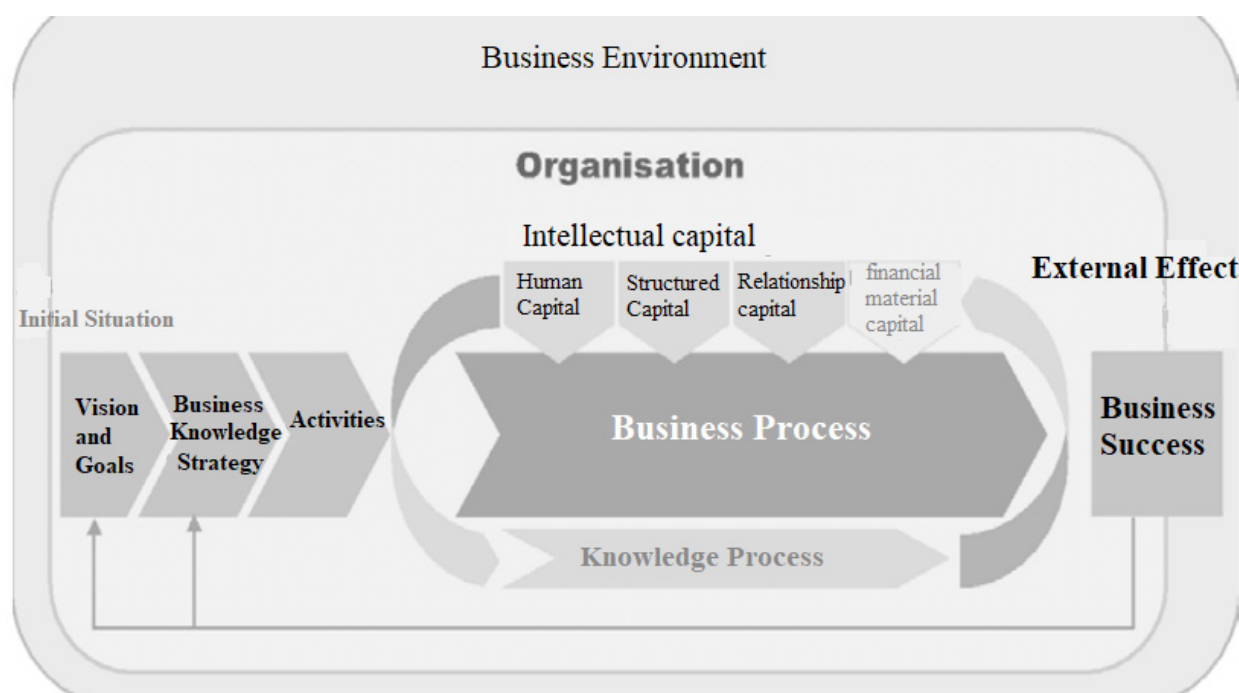 Business Environment
Organisation
Intellectual capital
Human
Capital
Structured
Capital
Relationship
capital
financial
material
capital
External Effect
Initial Situation
Vision
and
Goals
Business
Knowledge
Strategy
Activities
Business Process
Business
Success
Knowledge Process